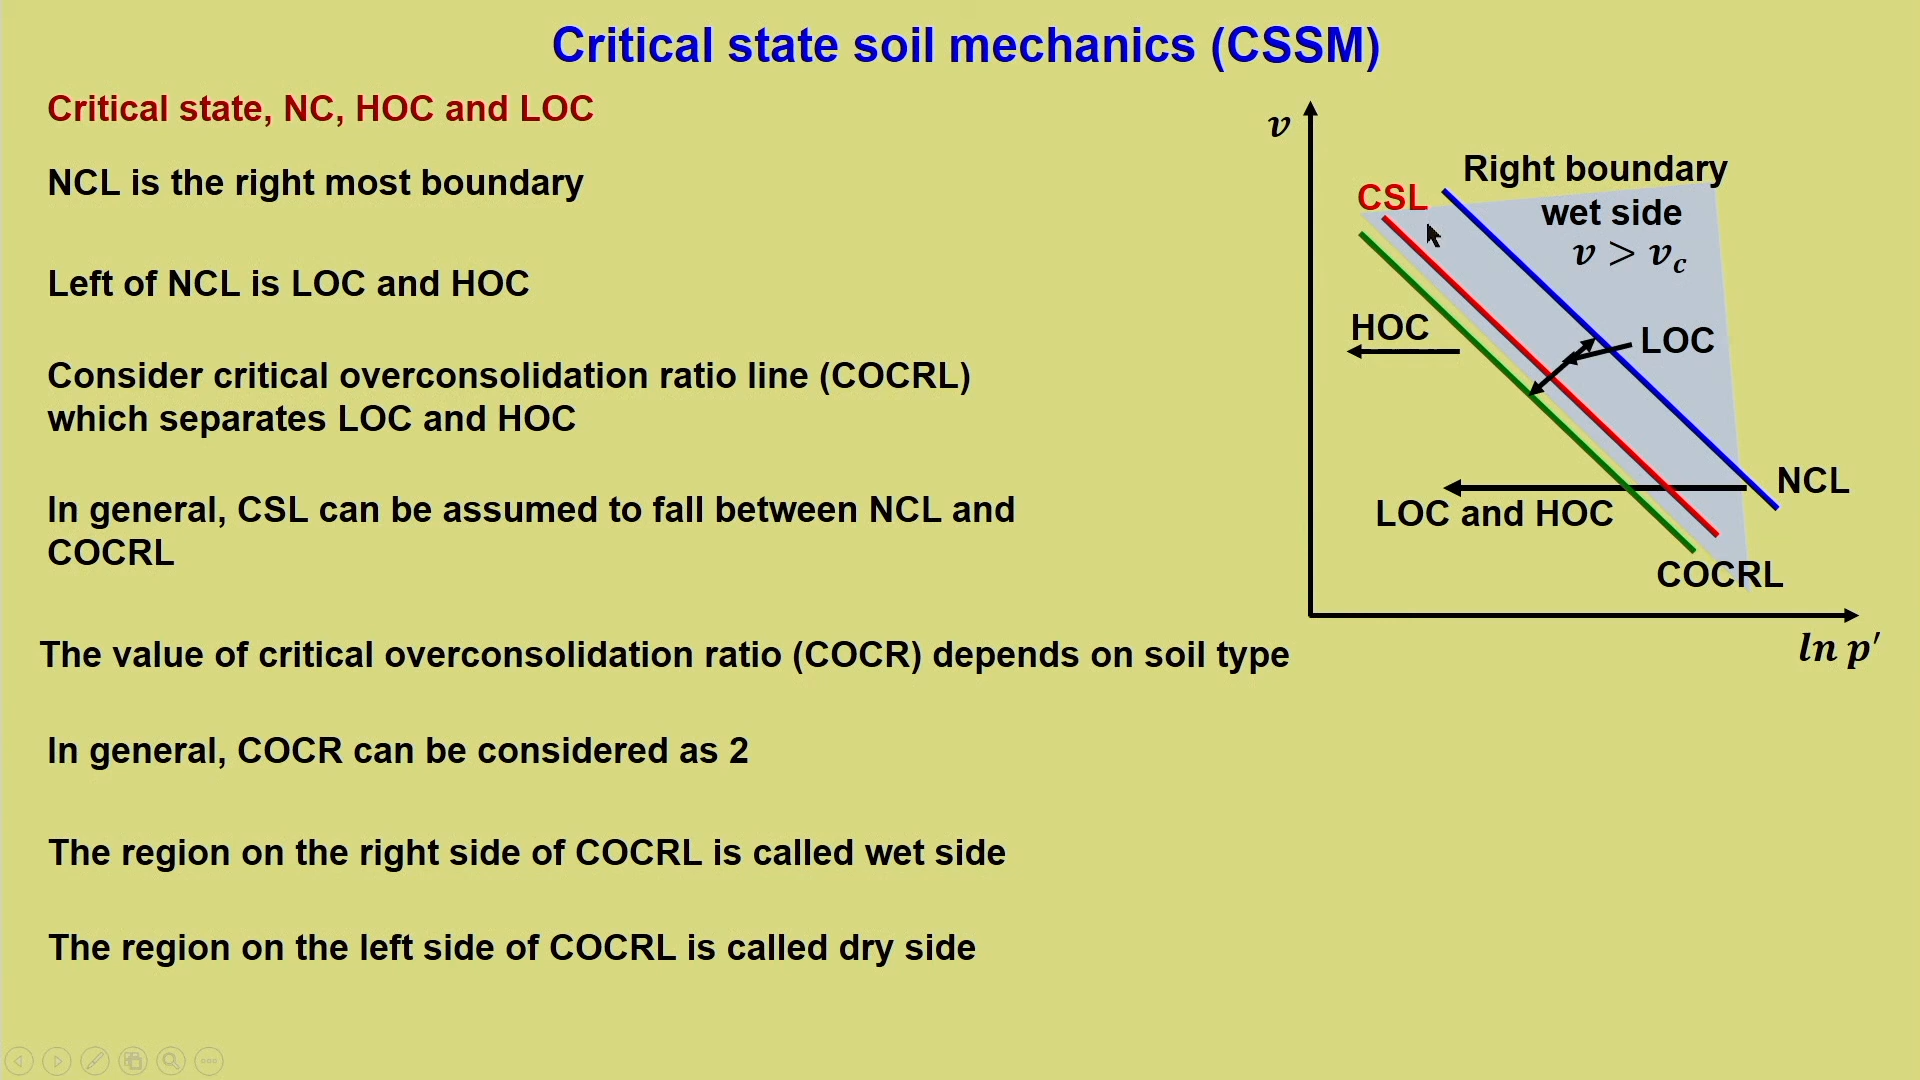 Critical state soil mechanics (CSSM)
Critical state, NC, HOC and LOC
NCL is the right most boundary
Left of NCL is LOC and HOC
Consider critical overconsolidation ratio line (COCRL)
which separates LOC and HOC
In general, CSL can be assumed to fall between NCL and
COCRL
The value of critical overconsolidation ratio (COCR) depends on soil type
In general, COCR can be considered as 2
The region on the right side of COCRL is called wet side
The region on the left side of COCRL is called dry side
v
Right boundary
CSL
wet side
v > v_c
HOC
LOC
NCL
LOC and HOC
COCRL
ln p′